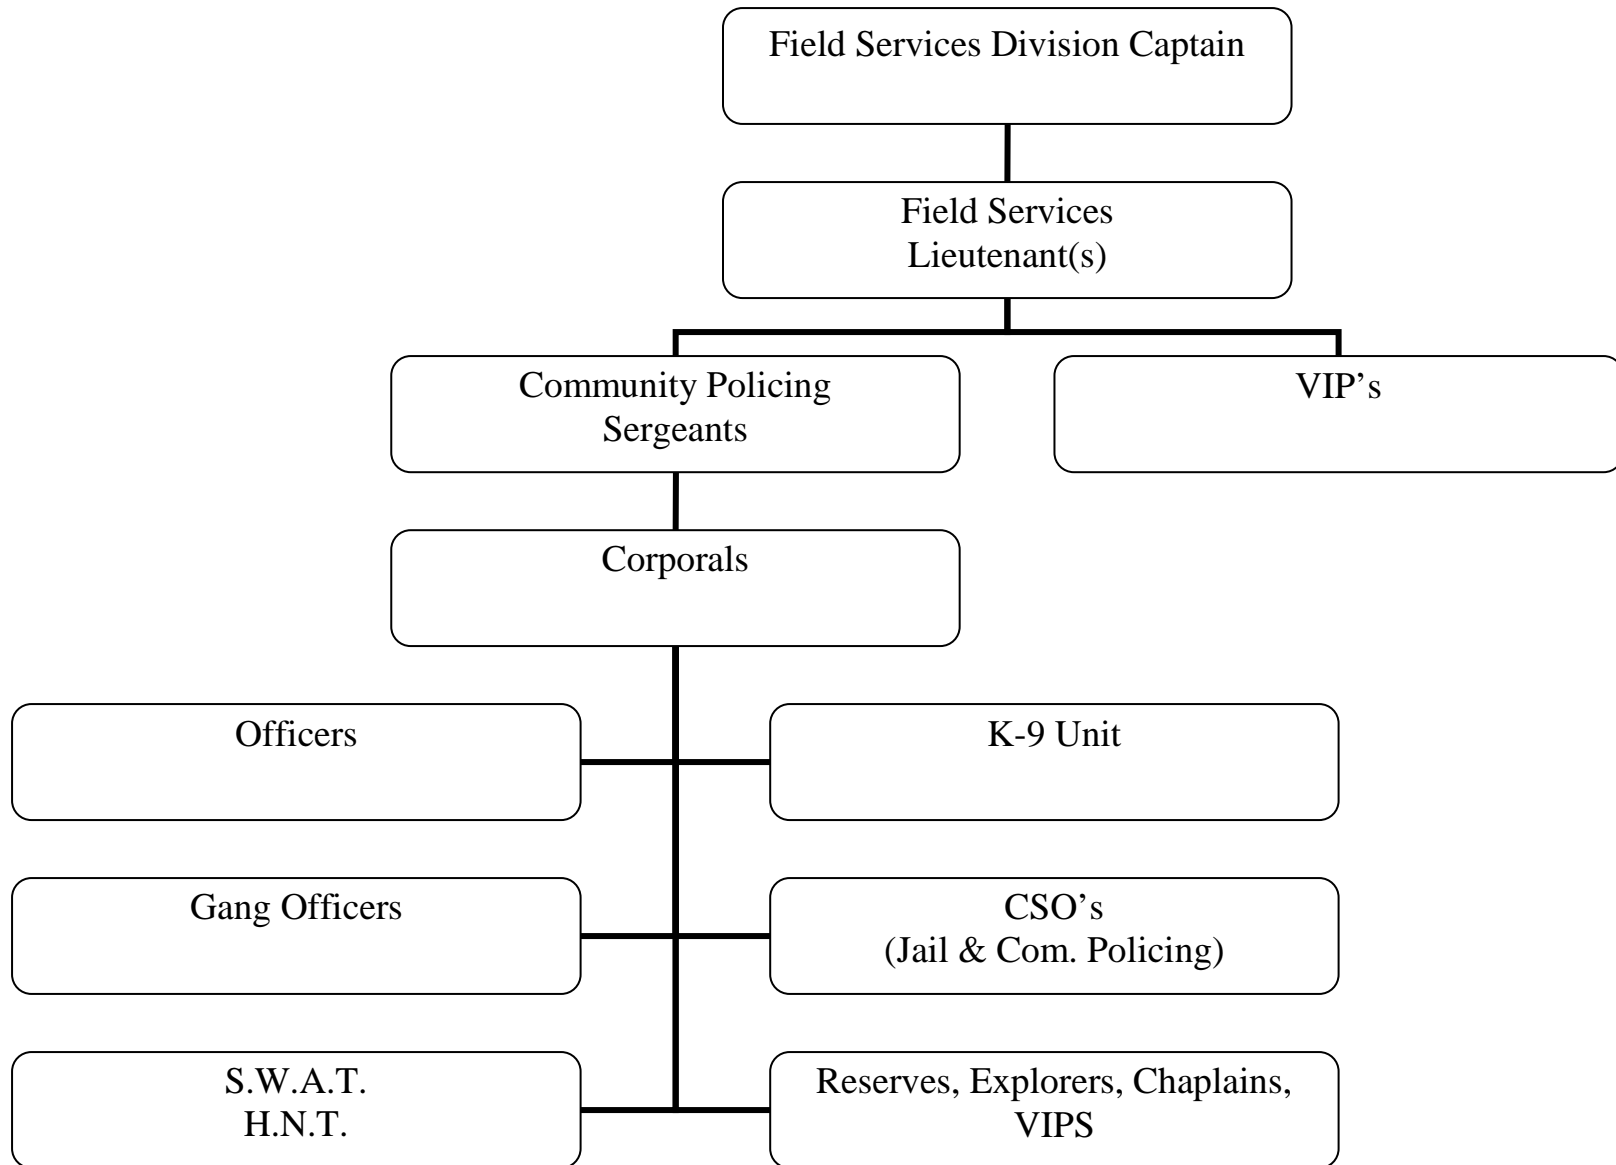 Field Services Division Captain
Field Services
Lieutenant(s)
Community Policing
Sergeants
VIP’s
Corporals
Officers
K-9 Unit
Gang Officers
CSO’s
(Jail & Com. Policing)
S.W.A.T.
H.N.T.
Reserves, Explorers, Chaplains,
VIPS